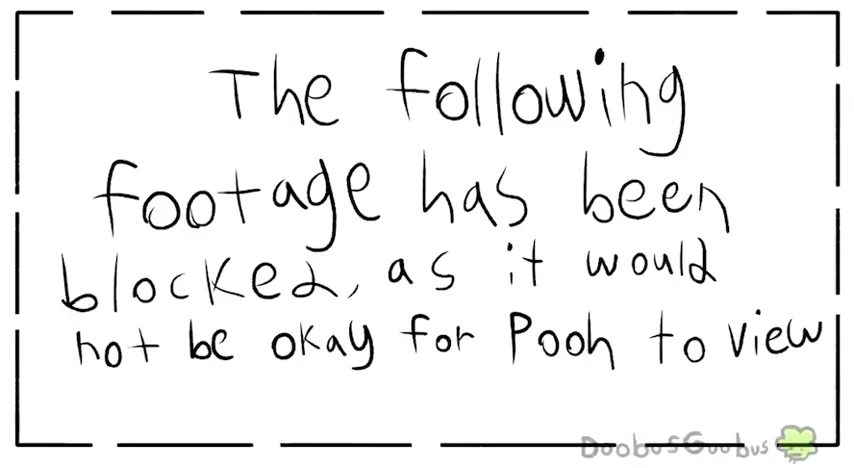 The following
footage has been
blocked, as it would
not be okay for Pooh to view
DoobusGoobus